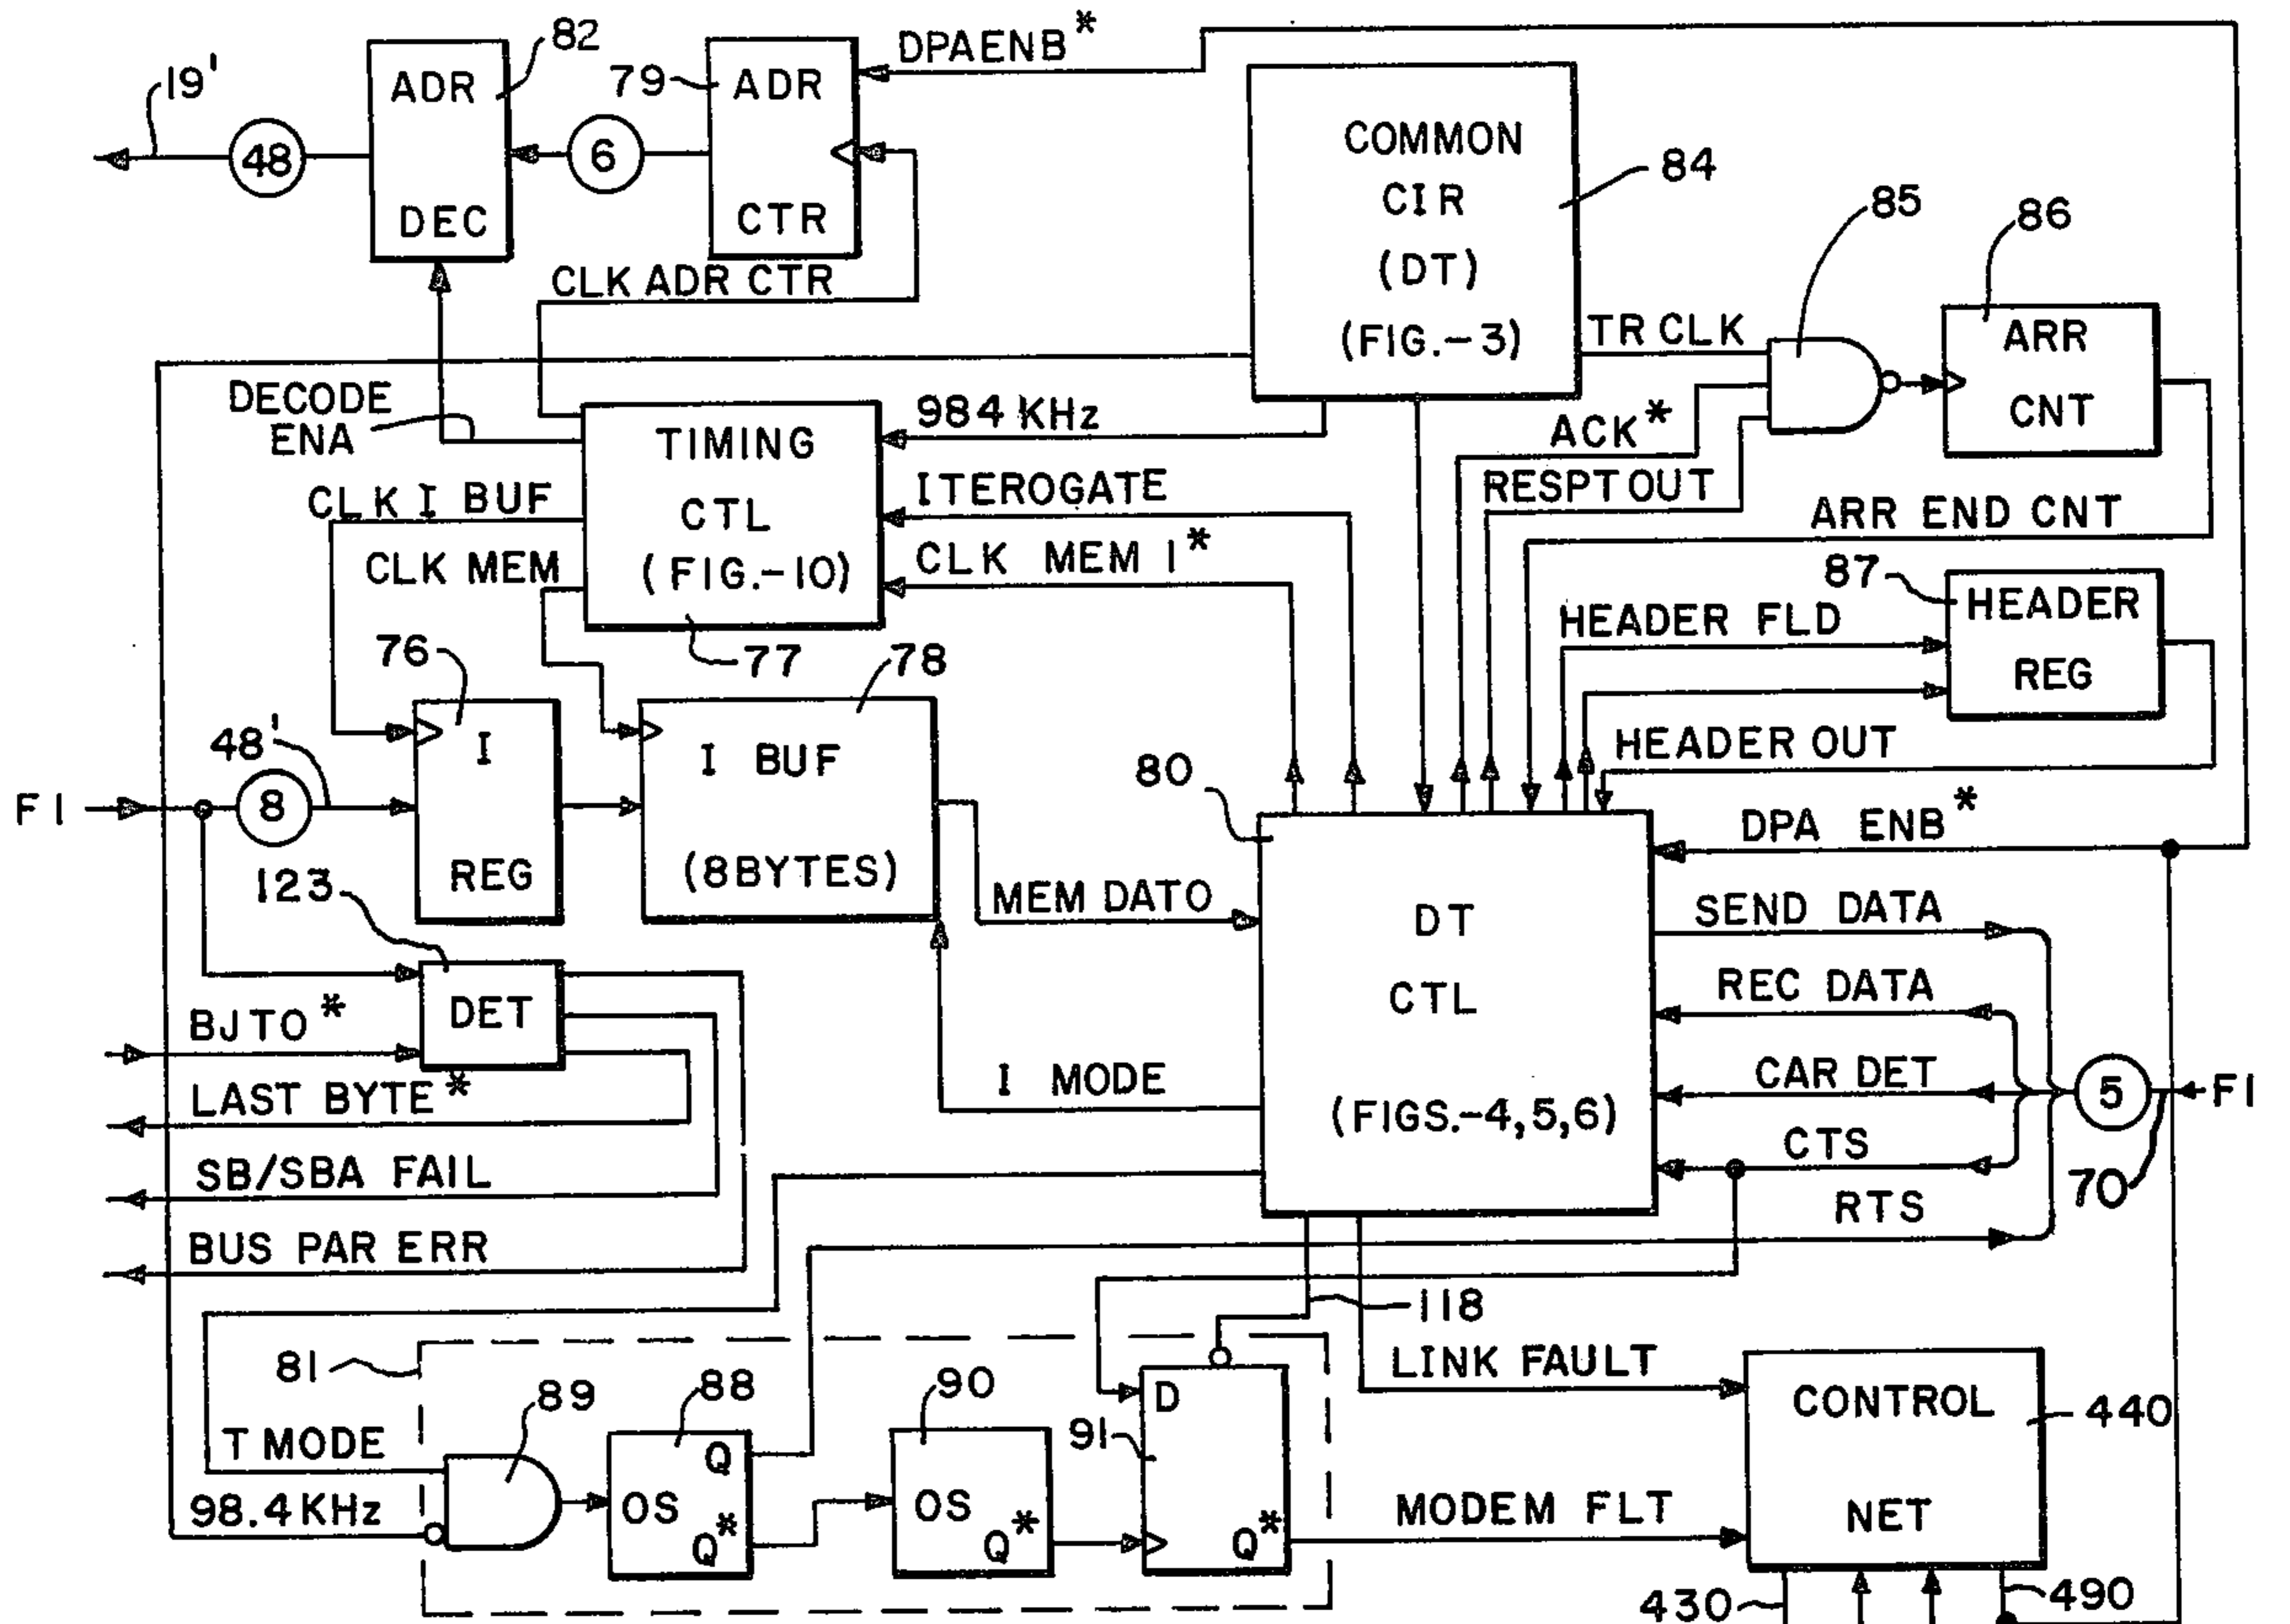 19'
48
ADR
DEC
82
6
79
ADR
CTR
DPAENB*
CLK ADR CTR
COMMON
CIR
(DT)
(FIG.-3)
84
TR CLK
85
86
ARR
CNT
ACK*
RESPT OUT
ARR END CNT
DECODE
ENA
TIMING
CTL
(FIG.-10)
77
984 KHz
ITEROGATE
CLK MEM I*
CLK I BUF
CLK MEM
87
HEADER
REG
HEADER FLD
HEADER OUT
76
I
REG
78
I BUF
(8BYTES)
FI
8
48'
MEM DATO
80
DT
CTL
(FIGS.-4,5,6)
DPA ENB*
SEND DATA
REC DATA
CAR DET
CTS
RTS
5
FI
70
123
DET
BJTO*
LAST BYTE*
SB/SBA FAIL
BUS PAR ERR
I MODE
118
LINK FAULT
81
T MODE
98.4 KHz
89
88
OS
Q
Q*
90
OS
Q*
91
D
Q*
MODEM FLT
CONTROL
NET
440
430
490